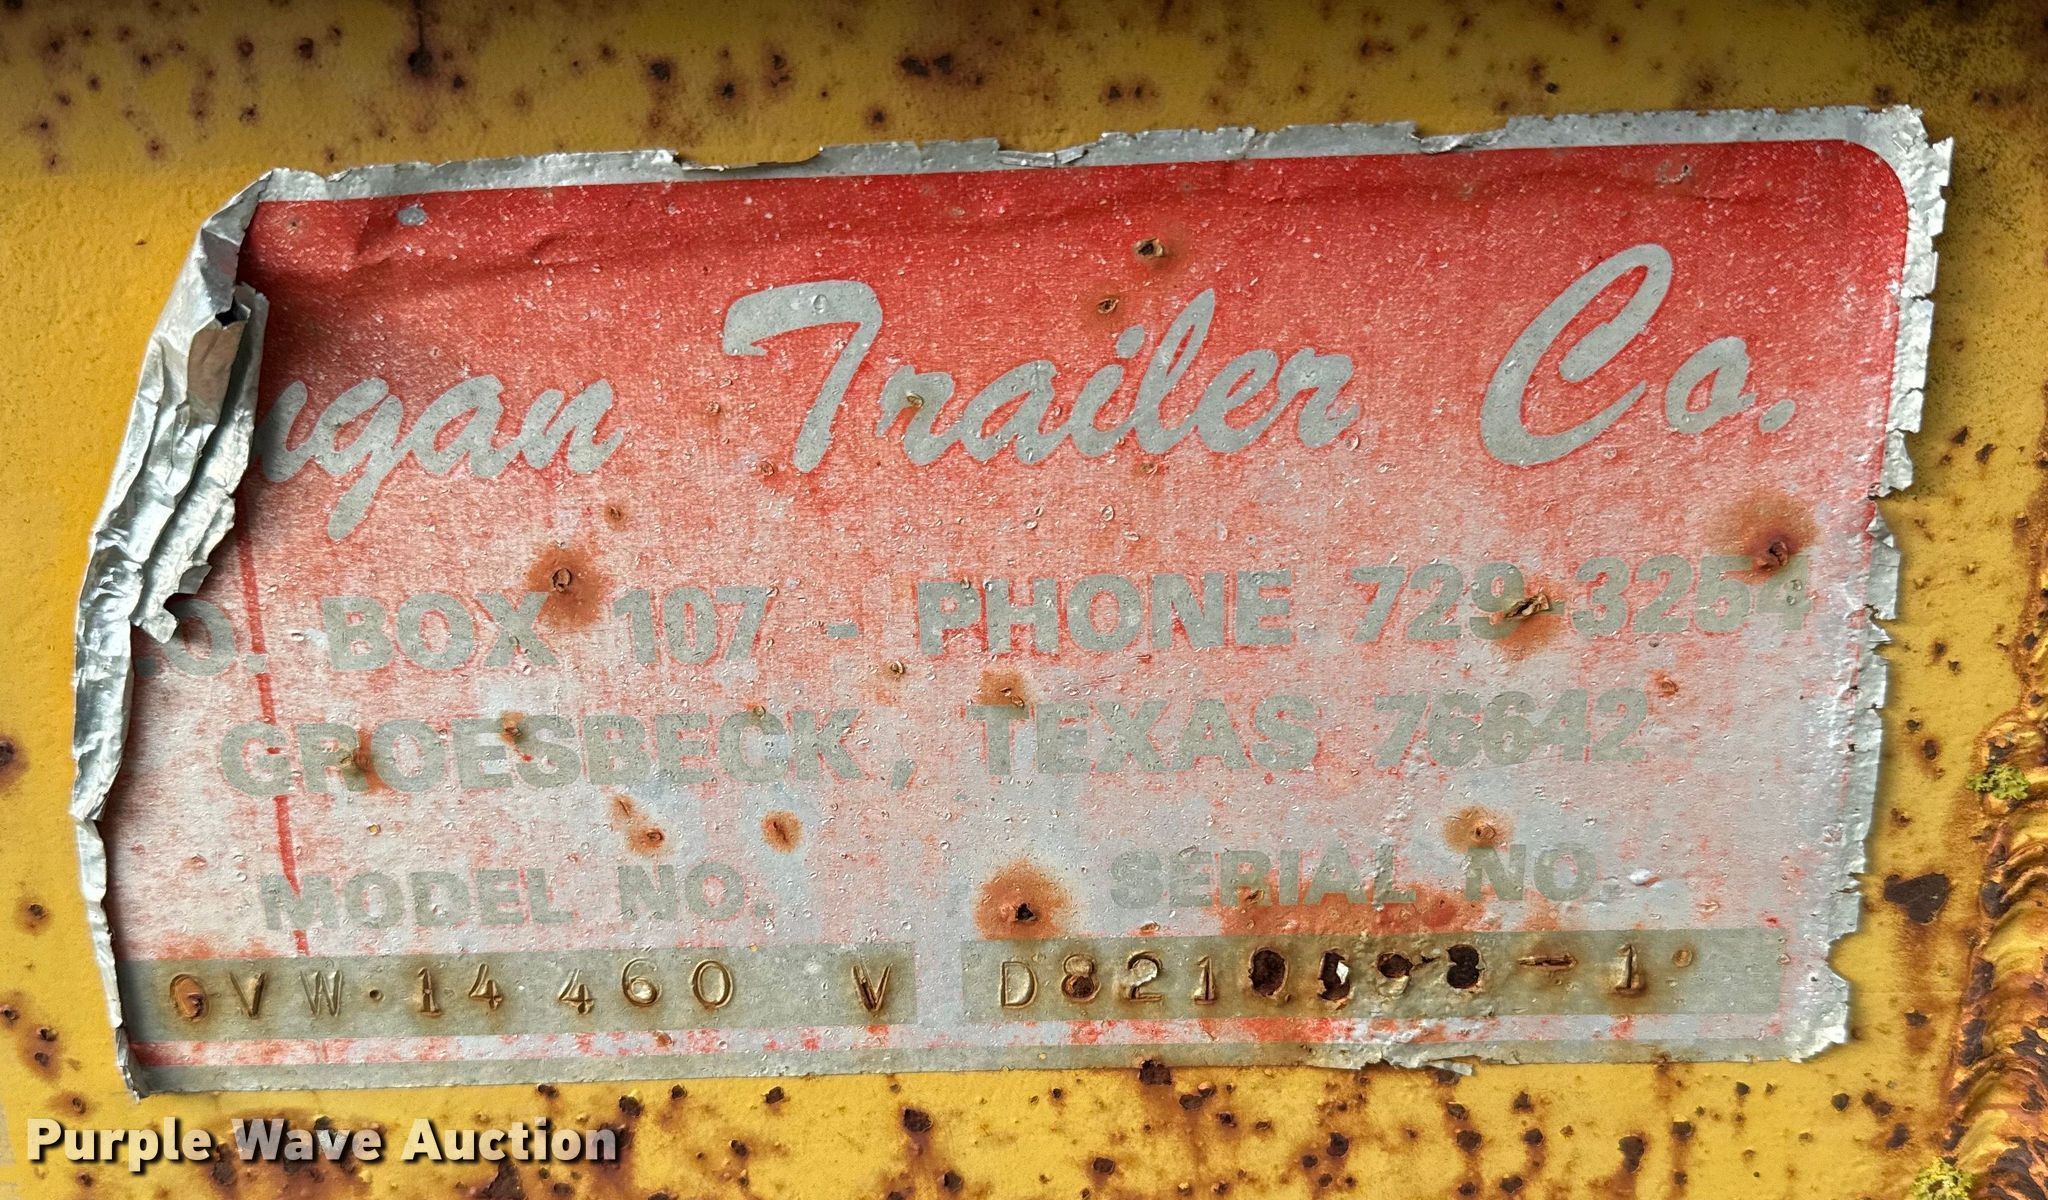 ugan Trailer Co.
.O. BOX 107 - PHONE 729-3254
GROESBECK, TEXAS 76642
MODEL NO. SERIAL NO.
GVW·14 460 V
Purple Wave Auction